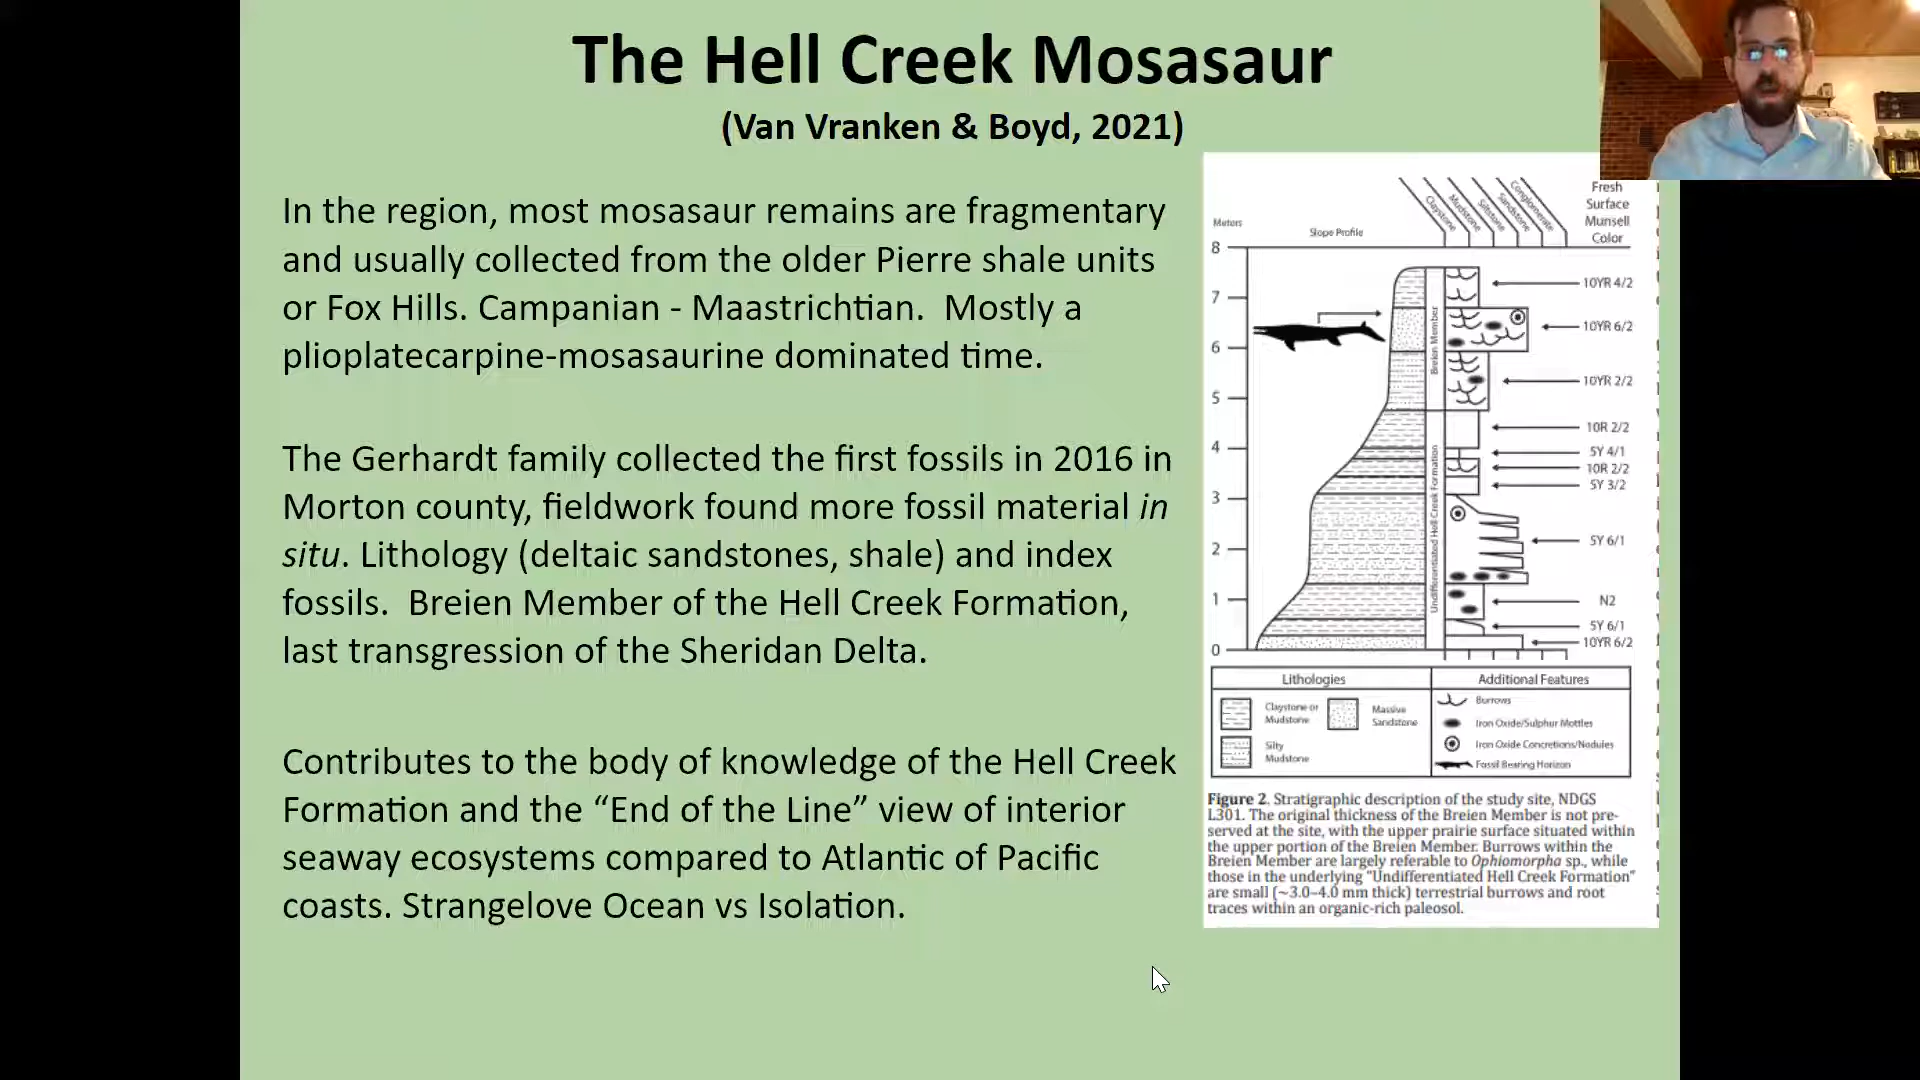 The Hell Creek Mosasaur
(Van Vranken & Boyd, 2021)
In the region, most mosasaur remains are fragmentary
and usually collected from the older Pierre shale units
or Fox Hills. Campanian - Maastrichtian.  Mostly a
plioplatecarpine-mosasaurine dominated time.
The Gerhardt family collected the first fossils in 2016 in
Morton county, fieldwork found more fossil material in
situ. Lithology (deltaic sandstones, shale) and index
fossils.  Breien Member of the Hell Creek Formation,
last transgression of the Sheridan Delta.
Contributes to the body of knowledge of the Hell Creek
Formation and the “End of the Line” view of interior
seaway ecosystems compared to Atlantic of Pacific
coasts. Strangelove Ocean vs Isolation.
Meters
Slope Profile
Claystone
Mudstone
Siltstone
Sandstone
Conglomerate
Fresh
Surface
Munsell
Color
8
7
6
5
4
3
2
1
0
Breien Member
Undifferentiated Hell Creek Formation
10YR 4/2
10YR 6/2
10YR 2/2
10R 2/2
5Y 4/1
10R 2/2
5Y 3/2
5Y 6/1
N2
5Y 6/1
10YR 6/2
Lithologies
Claystone or
Mudstone
Massive
Sandstone
Silty
Mudstone
Additional Features
Burrows
Iron Oxide/Sulphur Mottles
Iron Oxide Concretions/Nodules
Fossil Bearing Horizon
Figure 2. Stratigraphic description of the study site, NDGS
L301. The original thickness of the Breien Member is not pre-
served at the site, with the upper prairie surface situated within
the upper portion of the Breien Member. Burrows within the
Breien Member are largely referable to Ophiomorpha sp., while
those in the underlying “Undifferentiated Hell Creek Formation”
are small (~3.0–4.0 mm thick) terrestrial burrows and root
traces within an organic-rich paleosol.